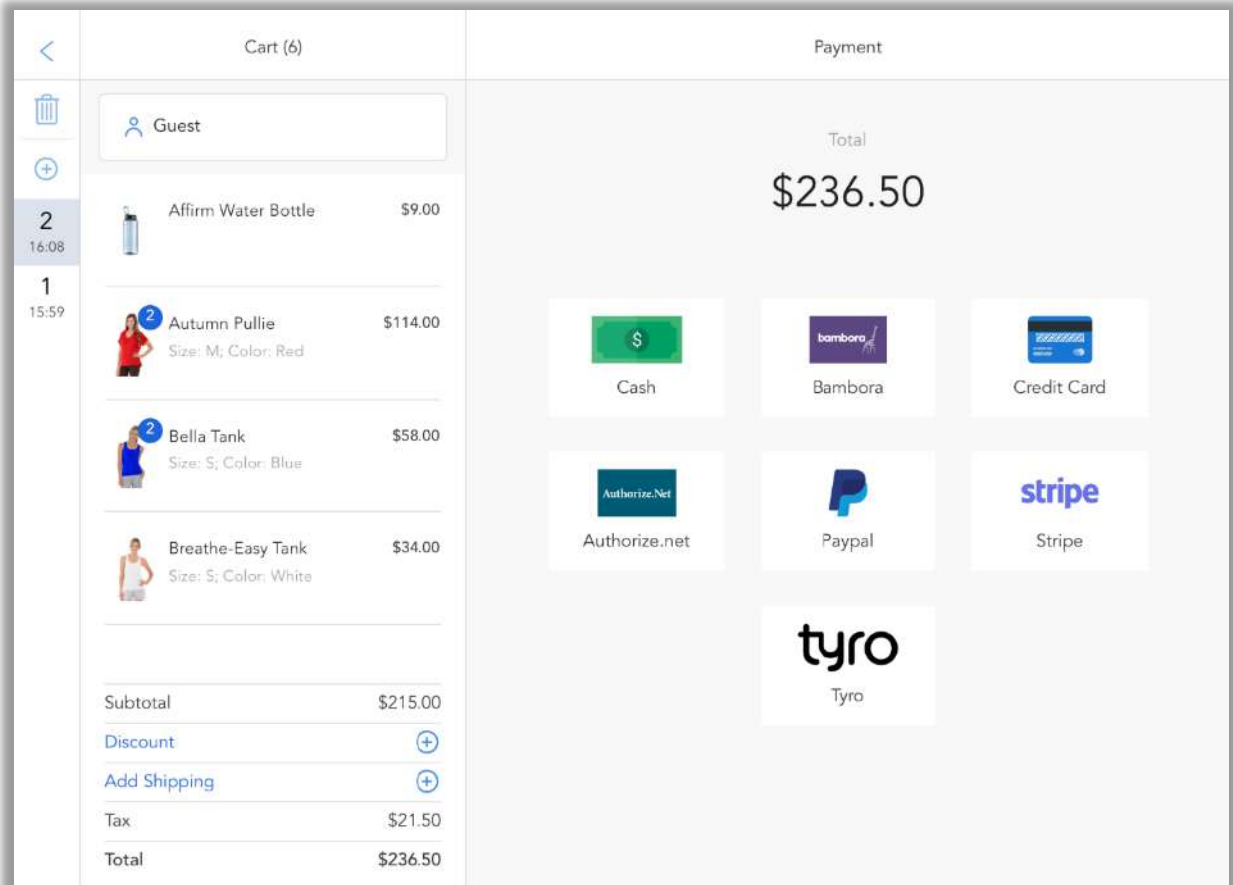 Cart (6)
Payment
Guest
2
16:08
1
15:59
Affirm Water Bottle $9.00
2
Autumn Pullie $114.00
Size: M; Color: Red
2
Bella Tank $58.00
Size: S; Color: Blue
Breathe-Easy Tank $34.00
Size: S; Color: White
Subtotal $215.00
Discount
Add Shipping
Tax $21.50
Total $236.50
Total
$236.50
$
Cash
bambora
Bambora
Credit Card
Authorize.Net
Authorize.net
Paypal
stripe
Stripe
tyro
Tyro